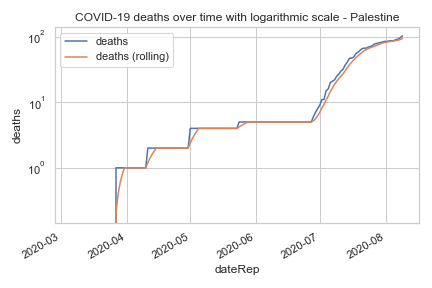 COVID-19 deaths over time with logarithmic scale - Palestine
deaths
deaths (rolling)
10²
10¹
10⁰
deaths
2020-03
2020-04
2020-05
2020-06
2020-07
2020-08
dateRep